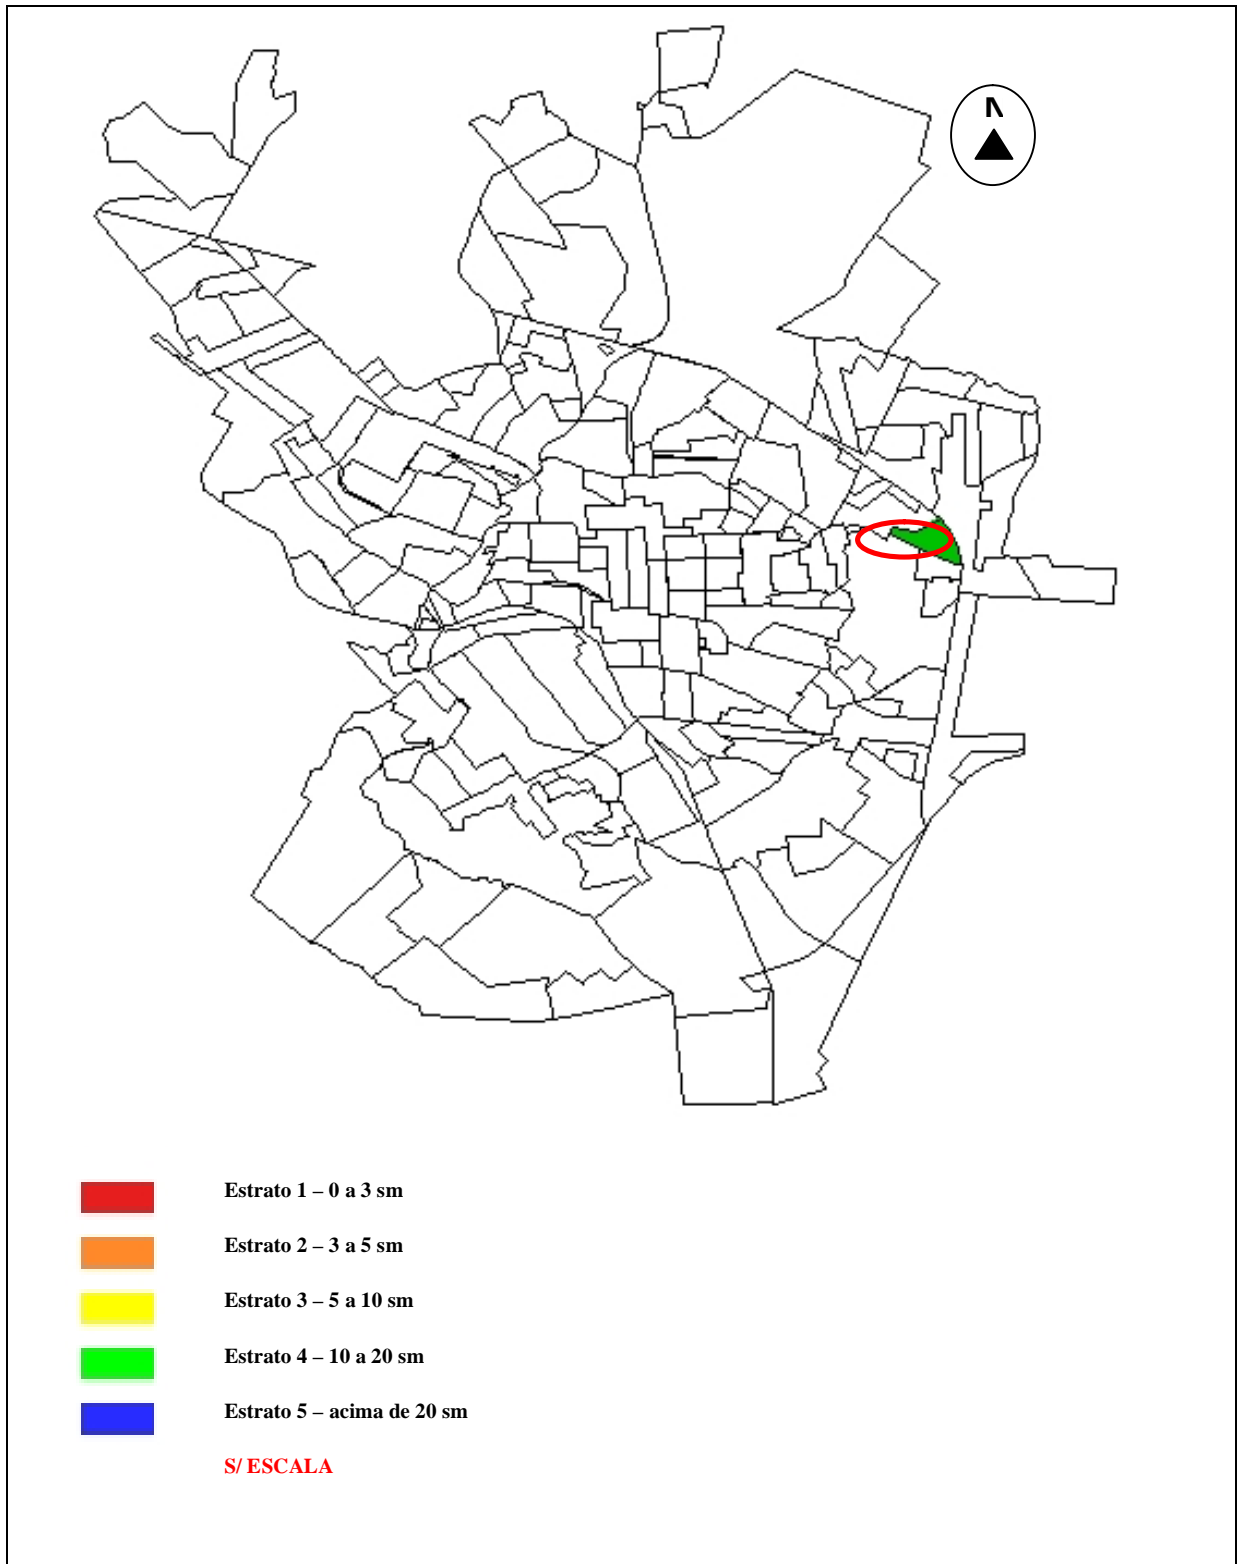 N
Estrato 1 – 0 a 3 sm
Estrato 2 – 3 a 5 sm
Estrato 3 – 5 a 10 sm
Estrato 4 – 10 a 20 sm
Estrato 5 – acima de 20 sm
S/ ESCALA